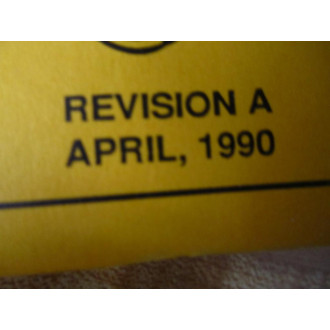 REVISION A
APRIL, 1990